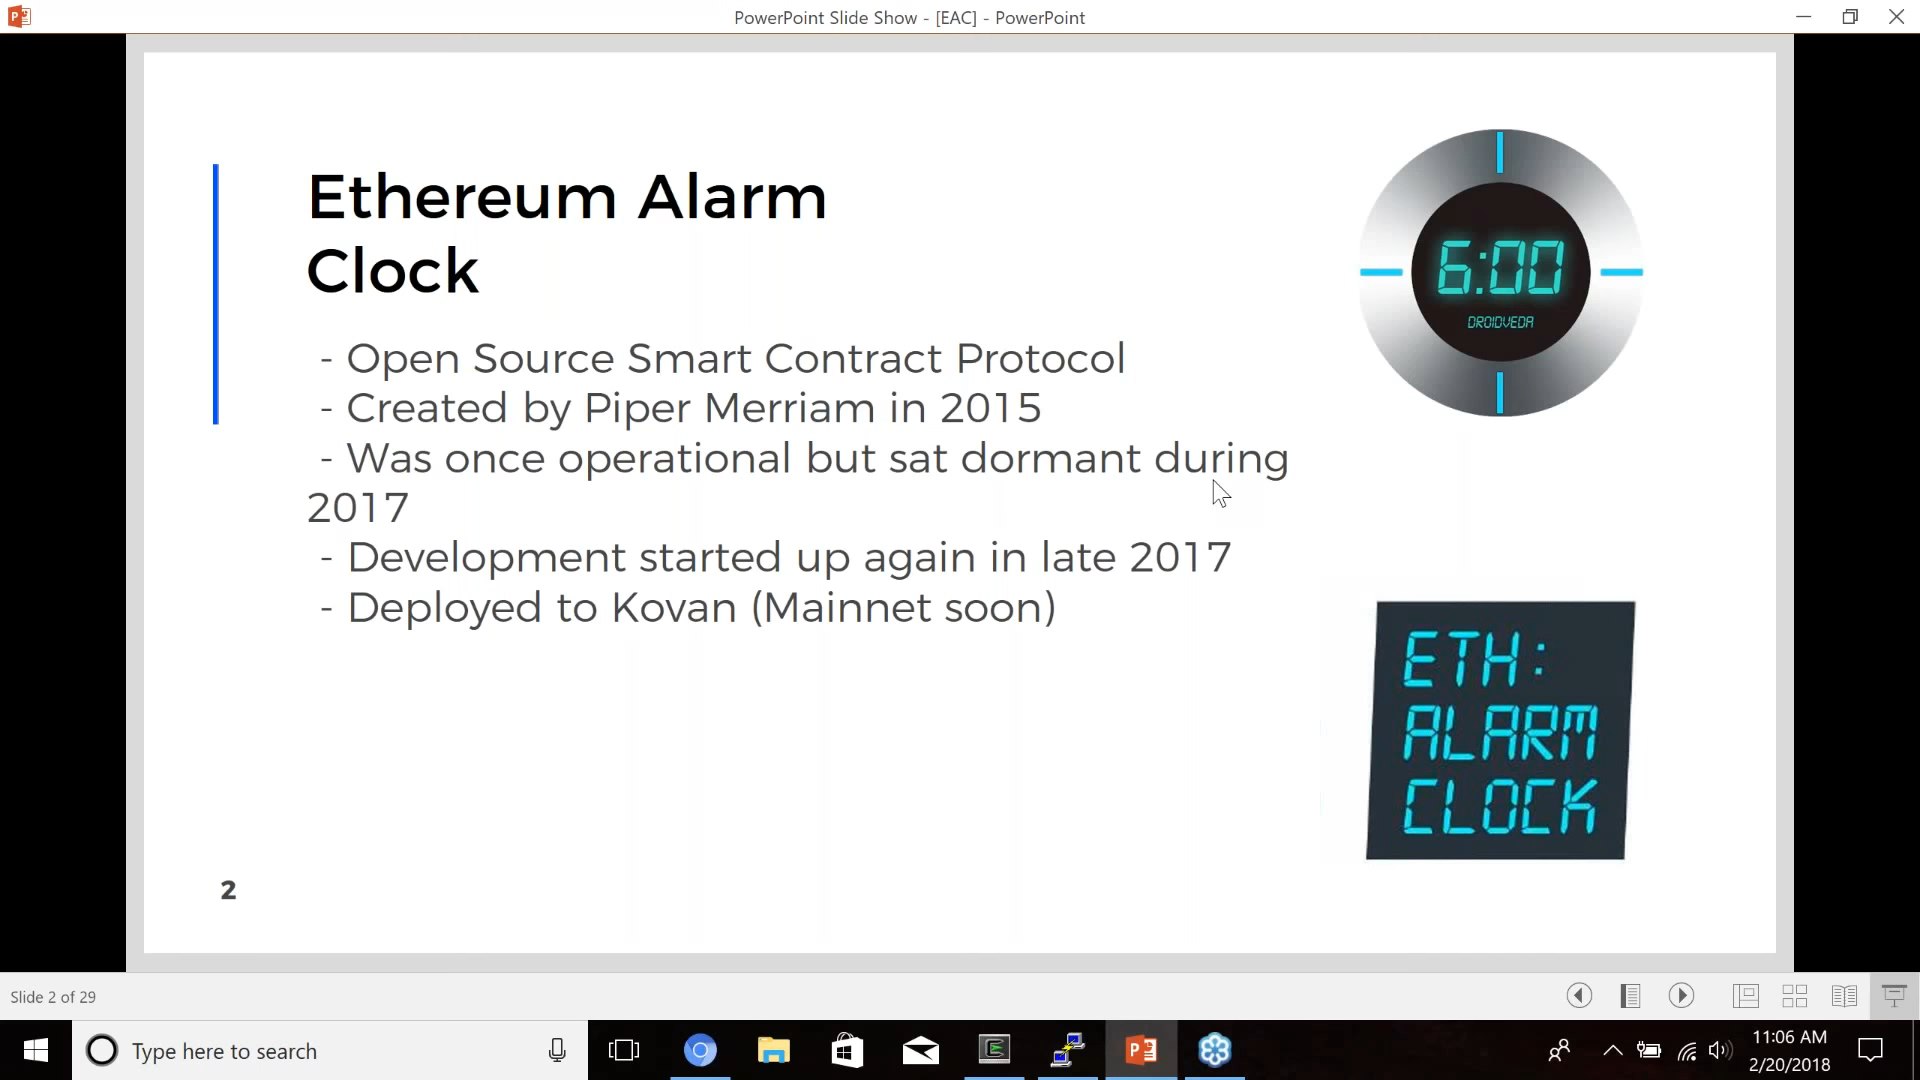 PowerPoint Slide Show - [EAC] - PowerPoint
Ethereum Alarm
Clock
- Open Source Smart Contract Protocol
- Created by Piper Merriam in 2015
- Was once operational but sat dormant during
2017
- Development started up again in late 2017
- Deployed to Kovan (Mainnet soon)
6:00
DROIDVEDA
ETH:
ALARM
CLOCK
2
Slide 2 of 29
Type here to search
11:06 AM
2/20/2018